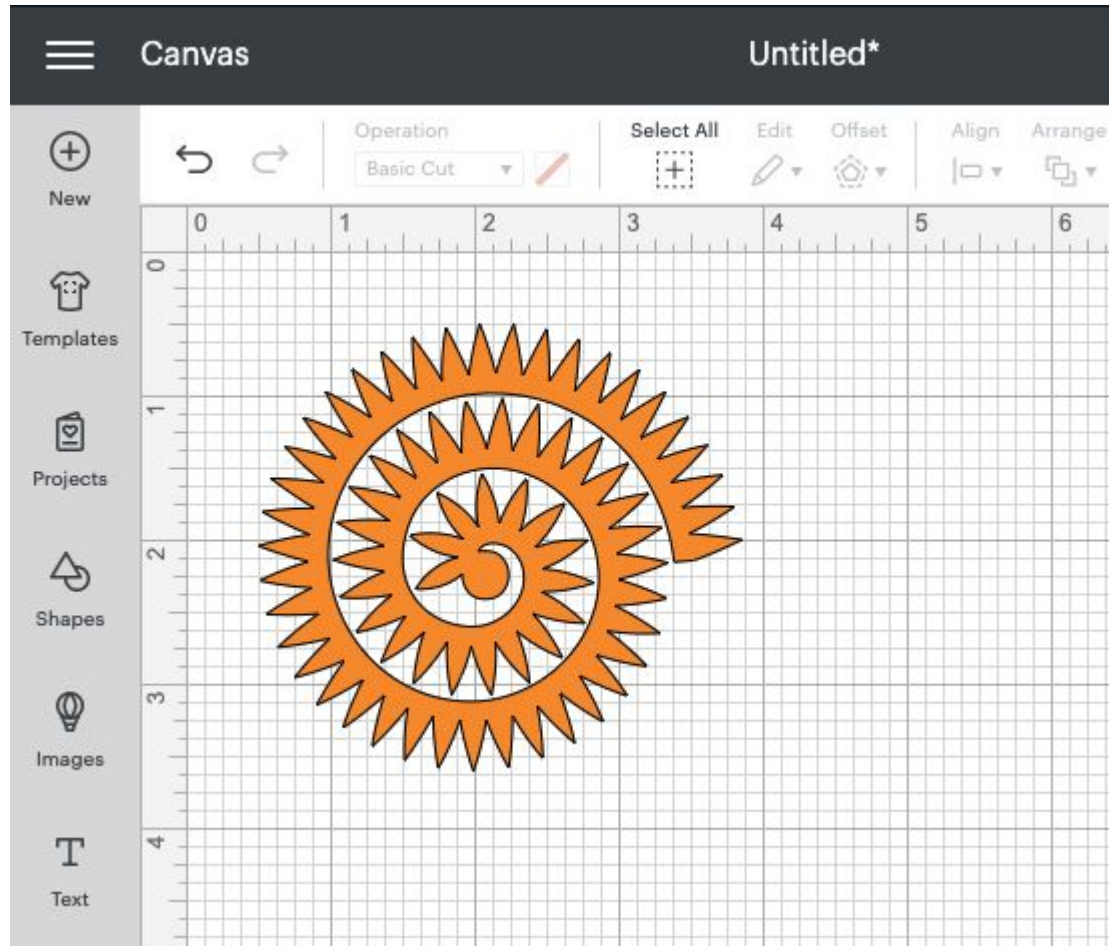 Canvas
Untitled*
New
Templates
Projects
Shapes
Images
Text
Operation
Basic Cut
Select All
Edit
Offset
Align
Arrange
0 1 2 3 4 5 6
0
1
2
3
4